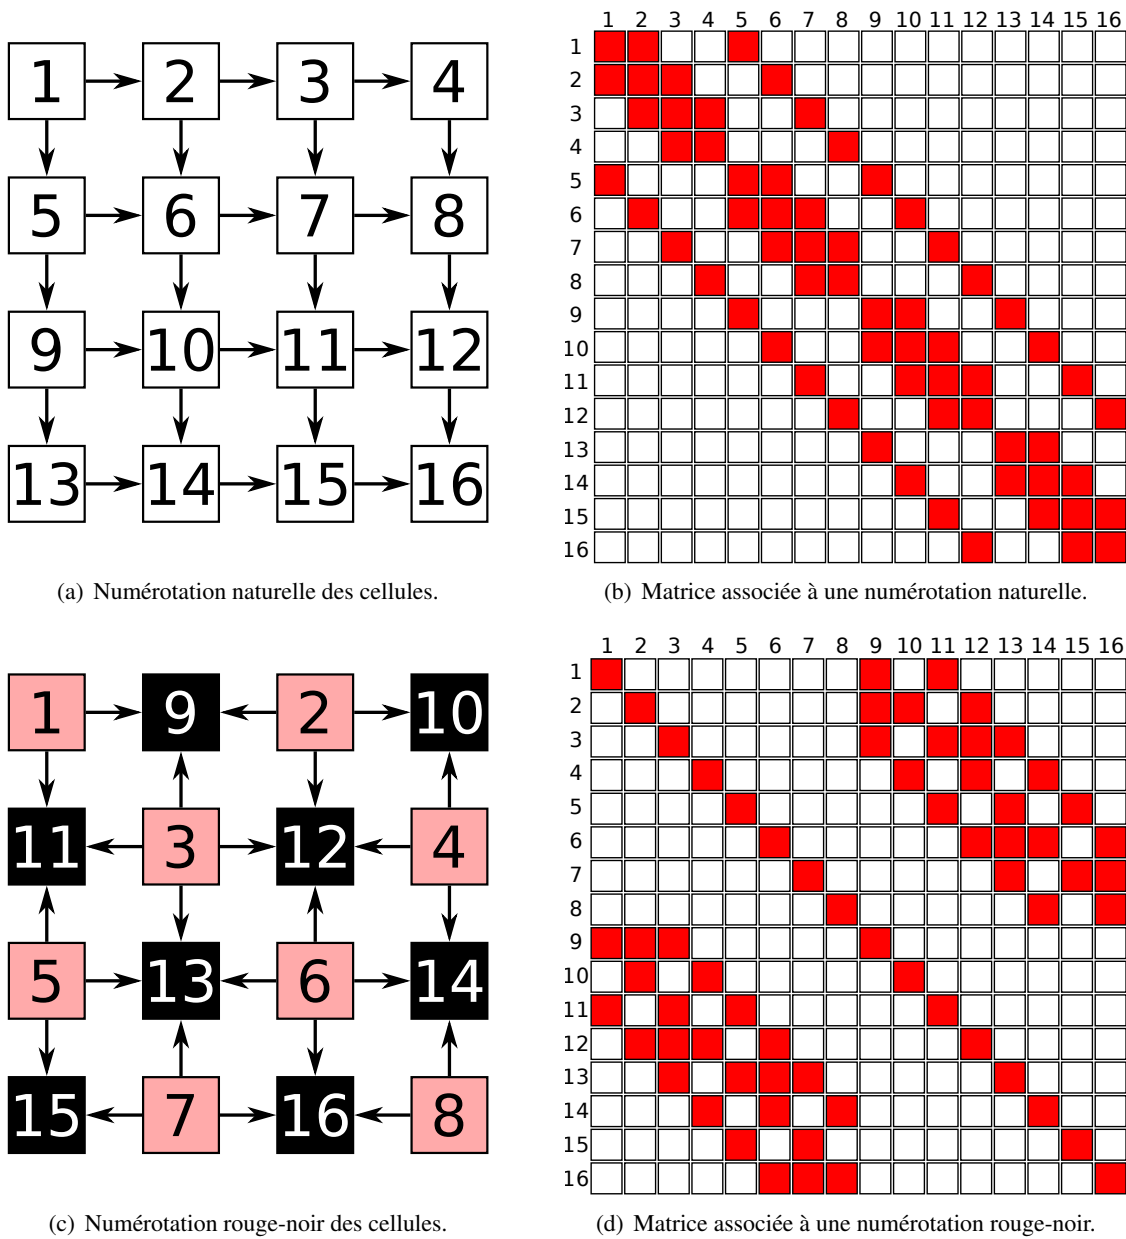 1 2 3 4
5 6 7 8
9 10 11 12
13 14 15 16
1 2 3 4 5 6 7 8 9 10 11 12 13 14 15 16
1
2
3
4
5
6
7
8
9
10
11
12
13
14
15
16
(a) Numérotation naturelle des cellules.
(b) Matrice associée à une numérotation naturelle.
1 9 2 10
11 3 12 4
5 13 6 14
15 7 16 8
1 2 3 4 5 6 7 8 9 10 11 12 13 14 15 16
1
2
3
4
5
6
7
8
9
10
11
12
13
14
15
16
(c) Numérotation rouge-noir des cellules.
(d) Matrice associée à une numérotation rouge-noir.